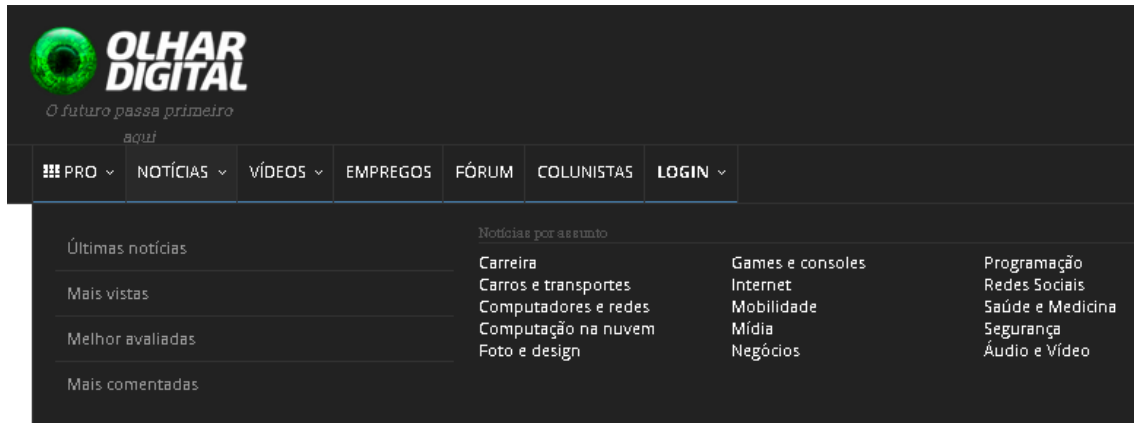 OLHAR
DIGITAL
O futuro passa primeiro
aqui
PRO
NOTÍCIAS
VÍDEOS
EMPREGOS
FÓRUM
COLUNISTAS
LOGIN
Últimas notícias
Mais vistas
Melhor avaliadas
Mais comentadas
Notícias por assunto
Carreira
Carros e transportes
Computadores e redes
Computação na nuvem
Foto e design
Games e consoles
Internet
Mobilidade
Mídia
Negócios
Programação
Redes Sociais
Saúde e Medicina
Segurança
Áudio e Vídeo